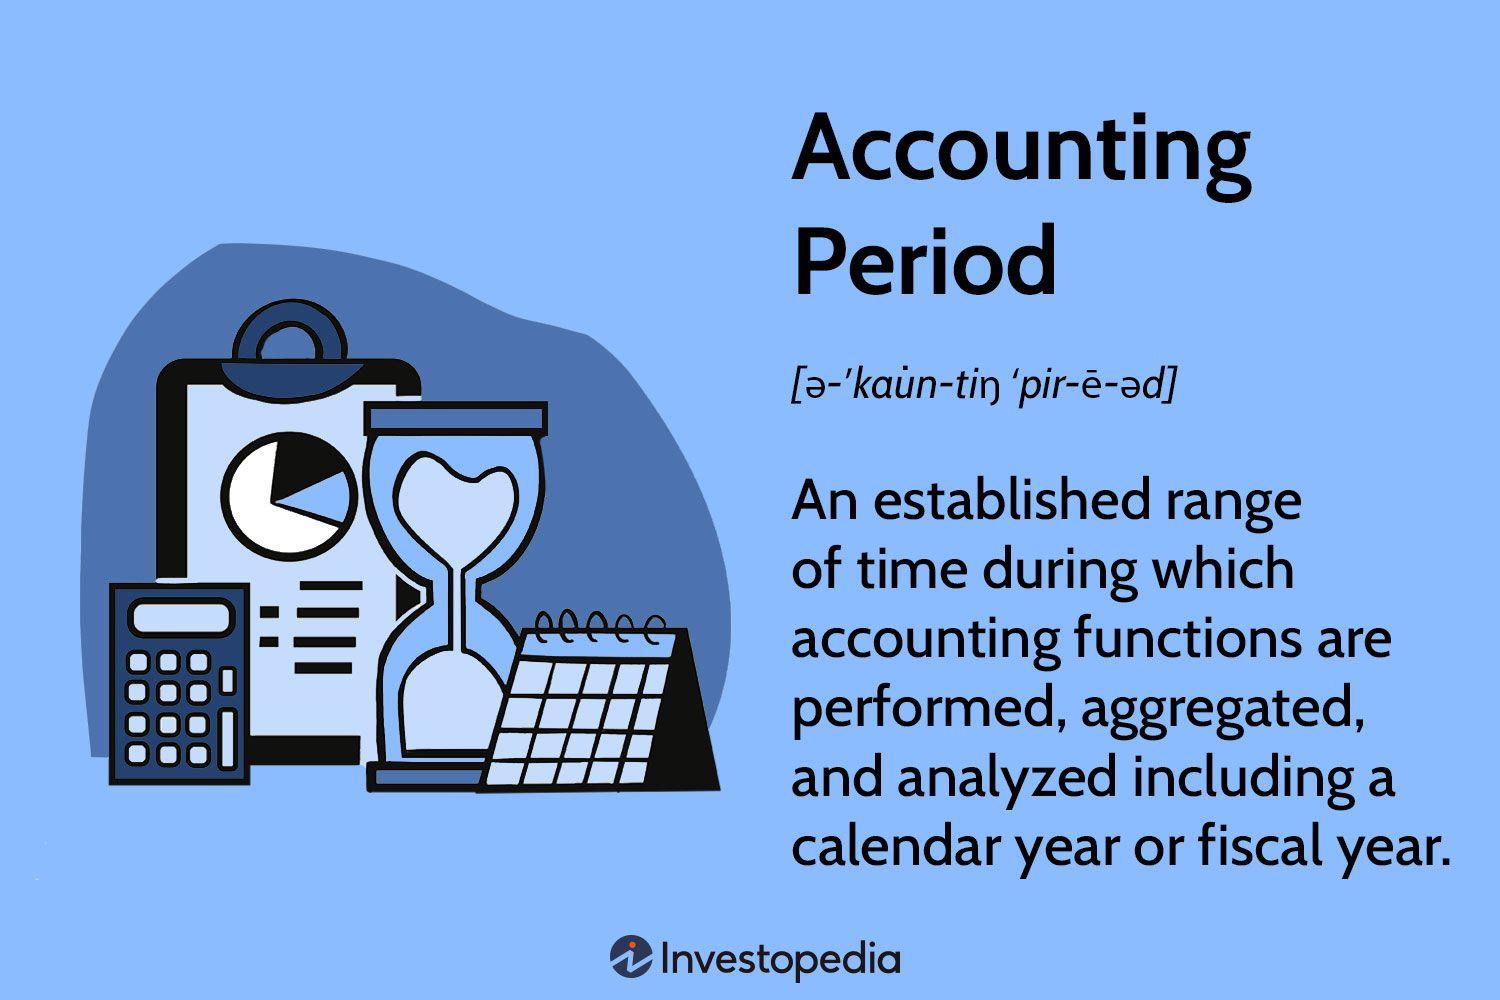 Accounting
Period
[ə-ˈkau̇n-tiŋ ‘pir-ē-əd]
An established range
of time during which
accounting functions are
performed, aggregated,
and analyzed including a
calendar year or fiscal year.
Investopedia